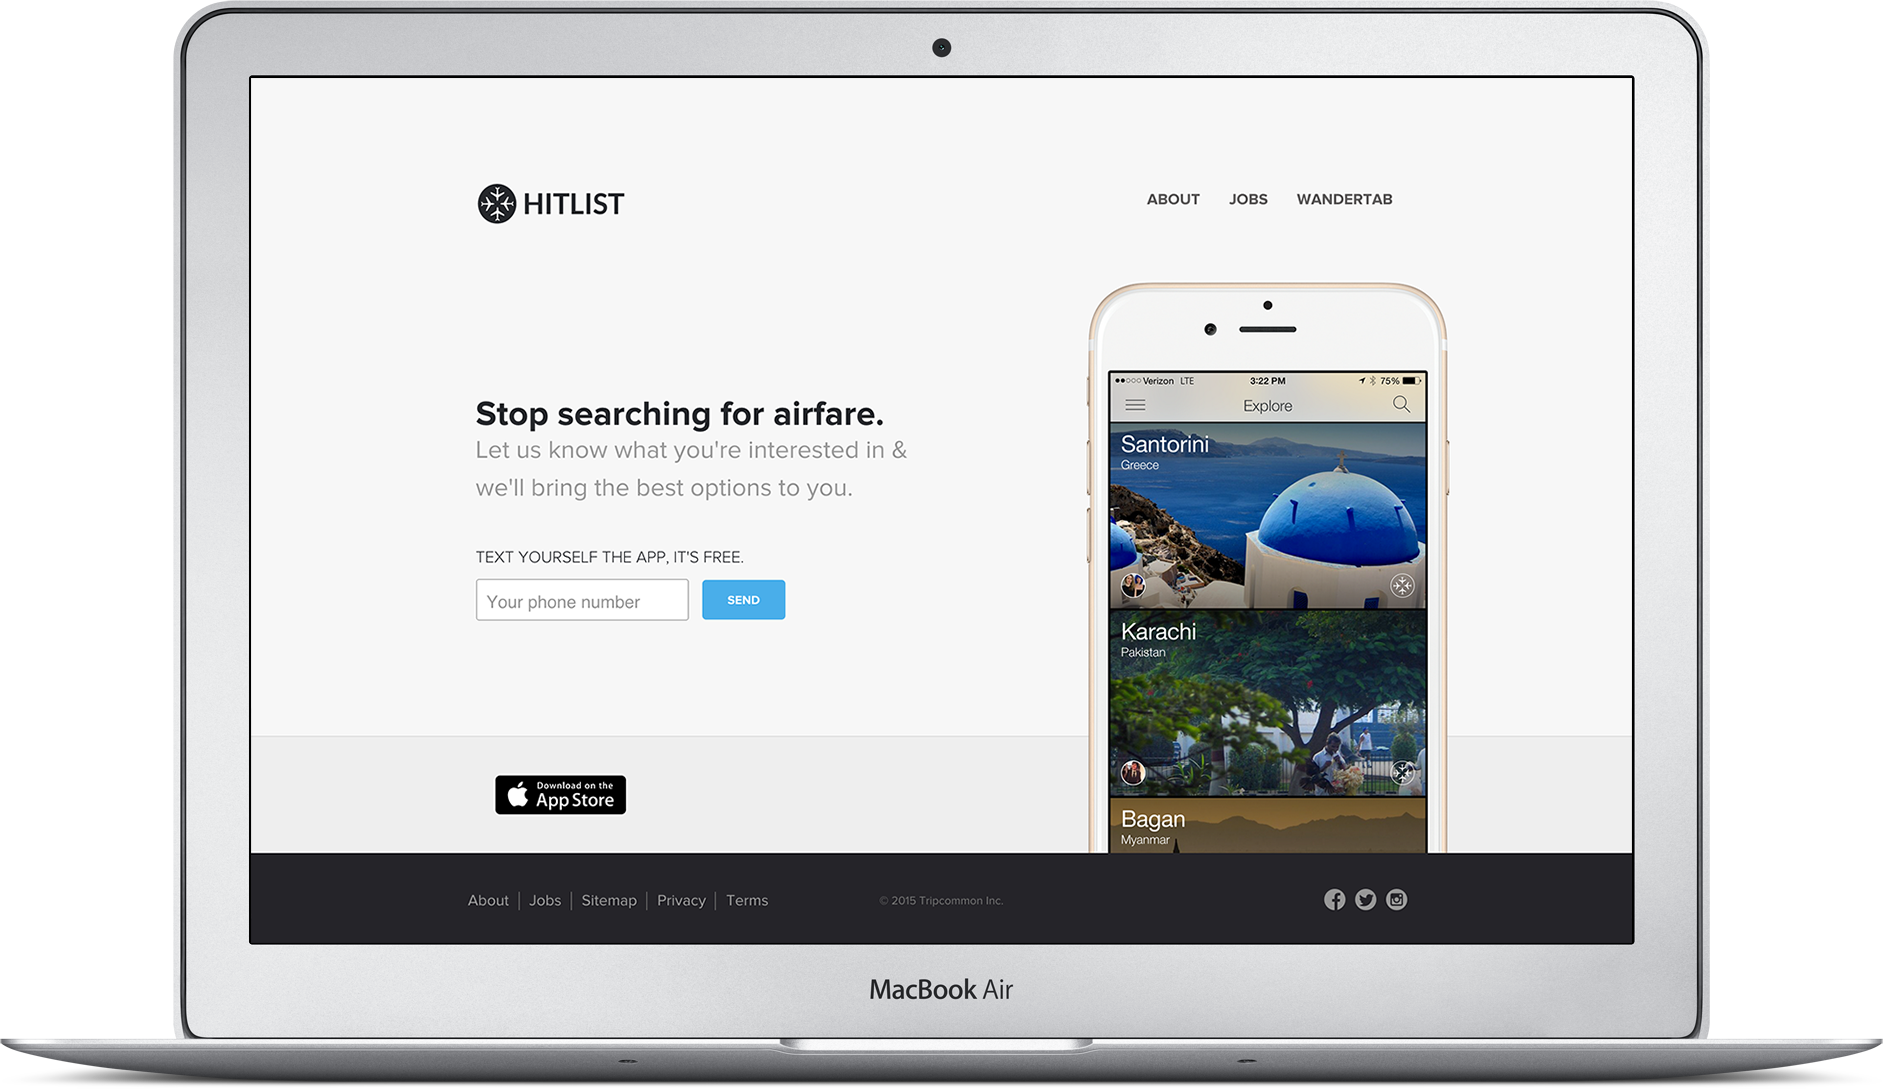 HITLIST
ABOUT JOBS WANDERTAB
Stop searching for airfare.
Let us know what you're interested in &
we'll bring the best options to you.
TEXT YOURSELF THE APP, IT'S FREE.
Your phone number
SEND
Verizon LTE 3:22 PM 75%
Explore
Santorini
Greece
Karachi
Pakistan
Bagan
Myanmar
Download on the
App Store
About | Jobs | Sitemap | Privacy | Terms
© 2015 Tripcommon Inc.
MacBook Air